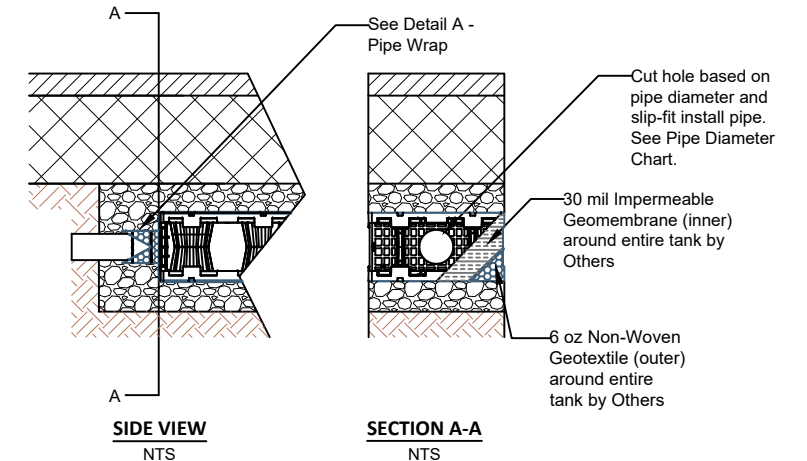 A
See Detail A -
Pipe Wrap
Cut hole based on
pipe diameter and
slip-fit install pipe.
See Pipe Diameter
Chart.
30 mil Impermeable
Geomembrane (inner)
around entire tank by
Others
6 oz Non-Woven
Geotextile (outer)
around entire
tank by Others
A
SIDE VIEW
NTS
SECTION A-A
NTS